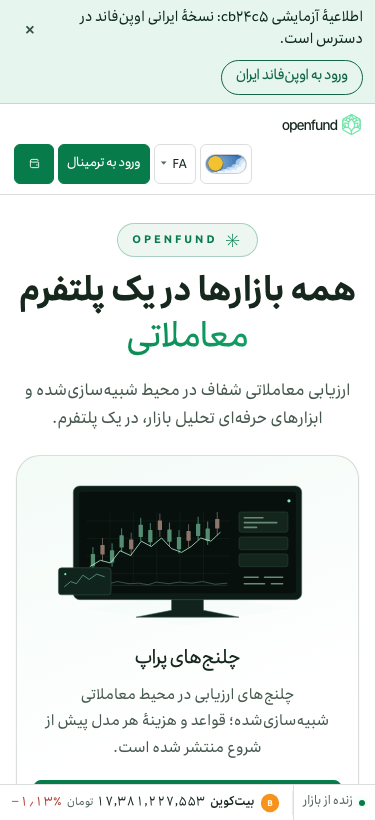 اطلاعیهٔ آزمایشی cb۲۴c۵: نسخهٔ ایرانی اوپن‌فاند در
دسترس است.
×
ورود به اوپن‌فاند ایران
openfund
FA
ورود به ترمینال
OPENFUND
همه بازارها در یک پلتفرم
معاملاتی
ارزیابی معاملاتی شفاف در محیط شبیه‌سازی‌شده و
ابزارهای حرفه‌ای تحلیل بازار، در یک پلتفرم.
چلنج‌های پراپ
چلنج‌های ارزیابی در محیط معاملاتی
شبیه‌سازی‌شده؛ قواعد و هزینهٔ هر مدل پیش از
شروع منتشر شده است.
زنده از بازار
بیت‌کوین ۱۷,۳۸۱,۲۲۷,۵۵۳ تومان −۱٫۱۳٪